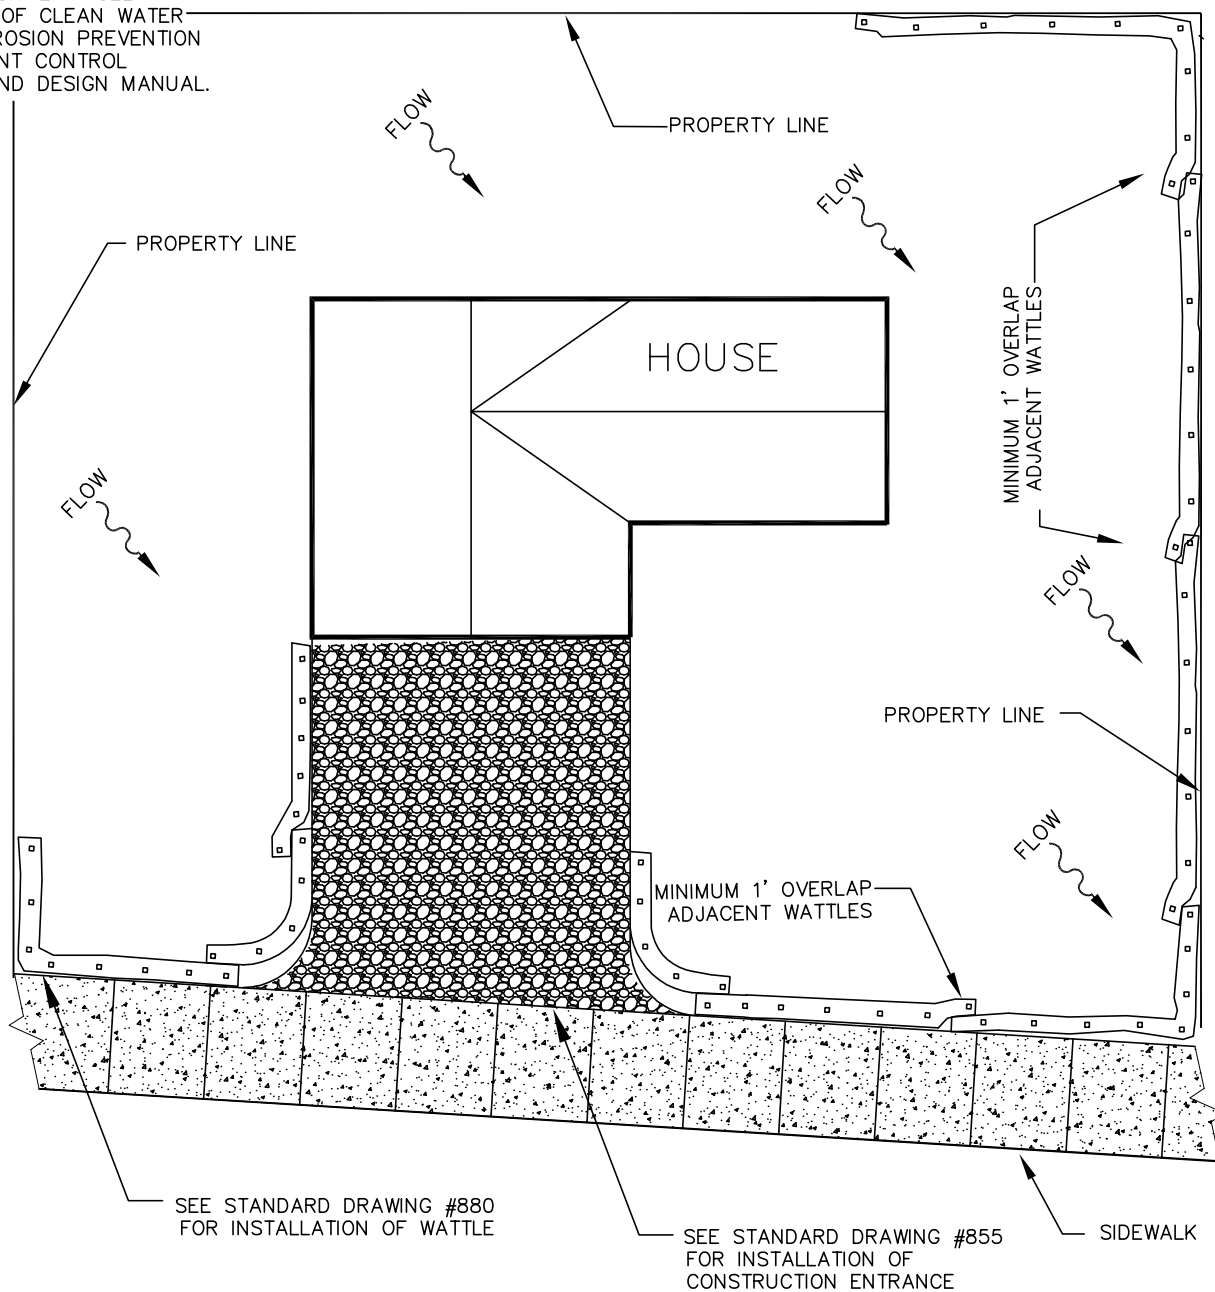 OF CLEAN WATER
ROSION PREVENTION
NT CONTROL
ND DESIGN MANUAL.
FLOW
PROPERTY LINE
FLOW
PROPERTY LINE
MINIMUM 1' OVERLAP
ADJACENT WATTLES
HOUSE
FLOW
FLOW
PROPERTY LINE
FLOW
MINIMUM 1' OVERLAP
ADJACENT WATTLES
SEE STANDARD DRAWING #880
FOR INSTALLATION OF WATTLE
SEE STANDARD DRAWING #855
FOR INSTALLATION OF
CONSTRUCTION ENTRANCE
SIDEWALK